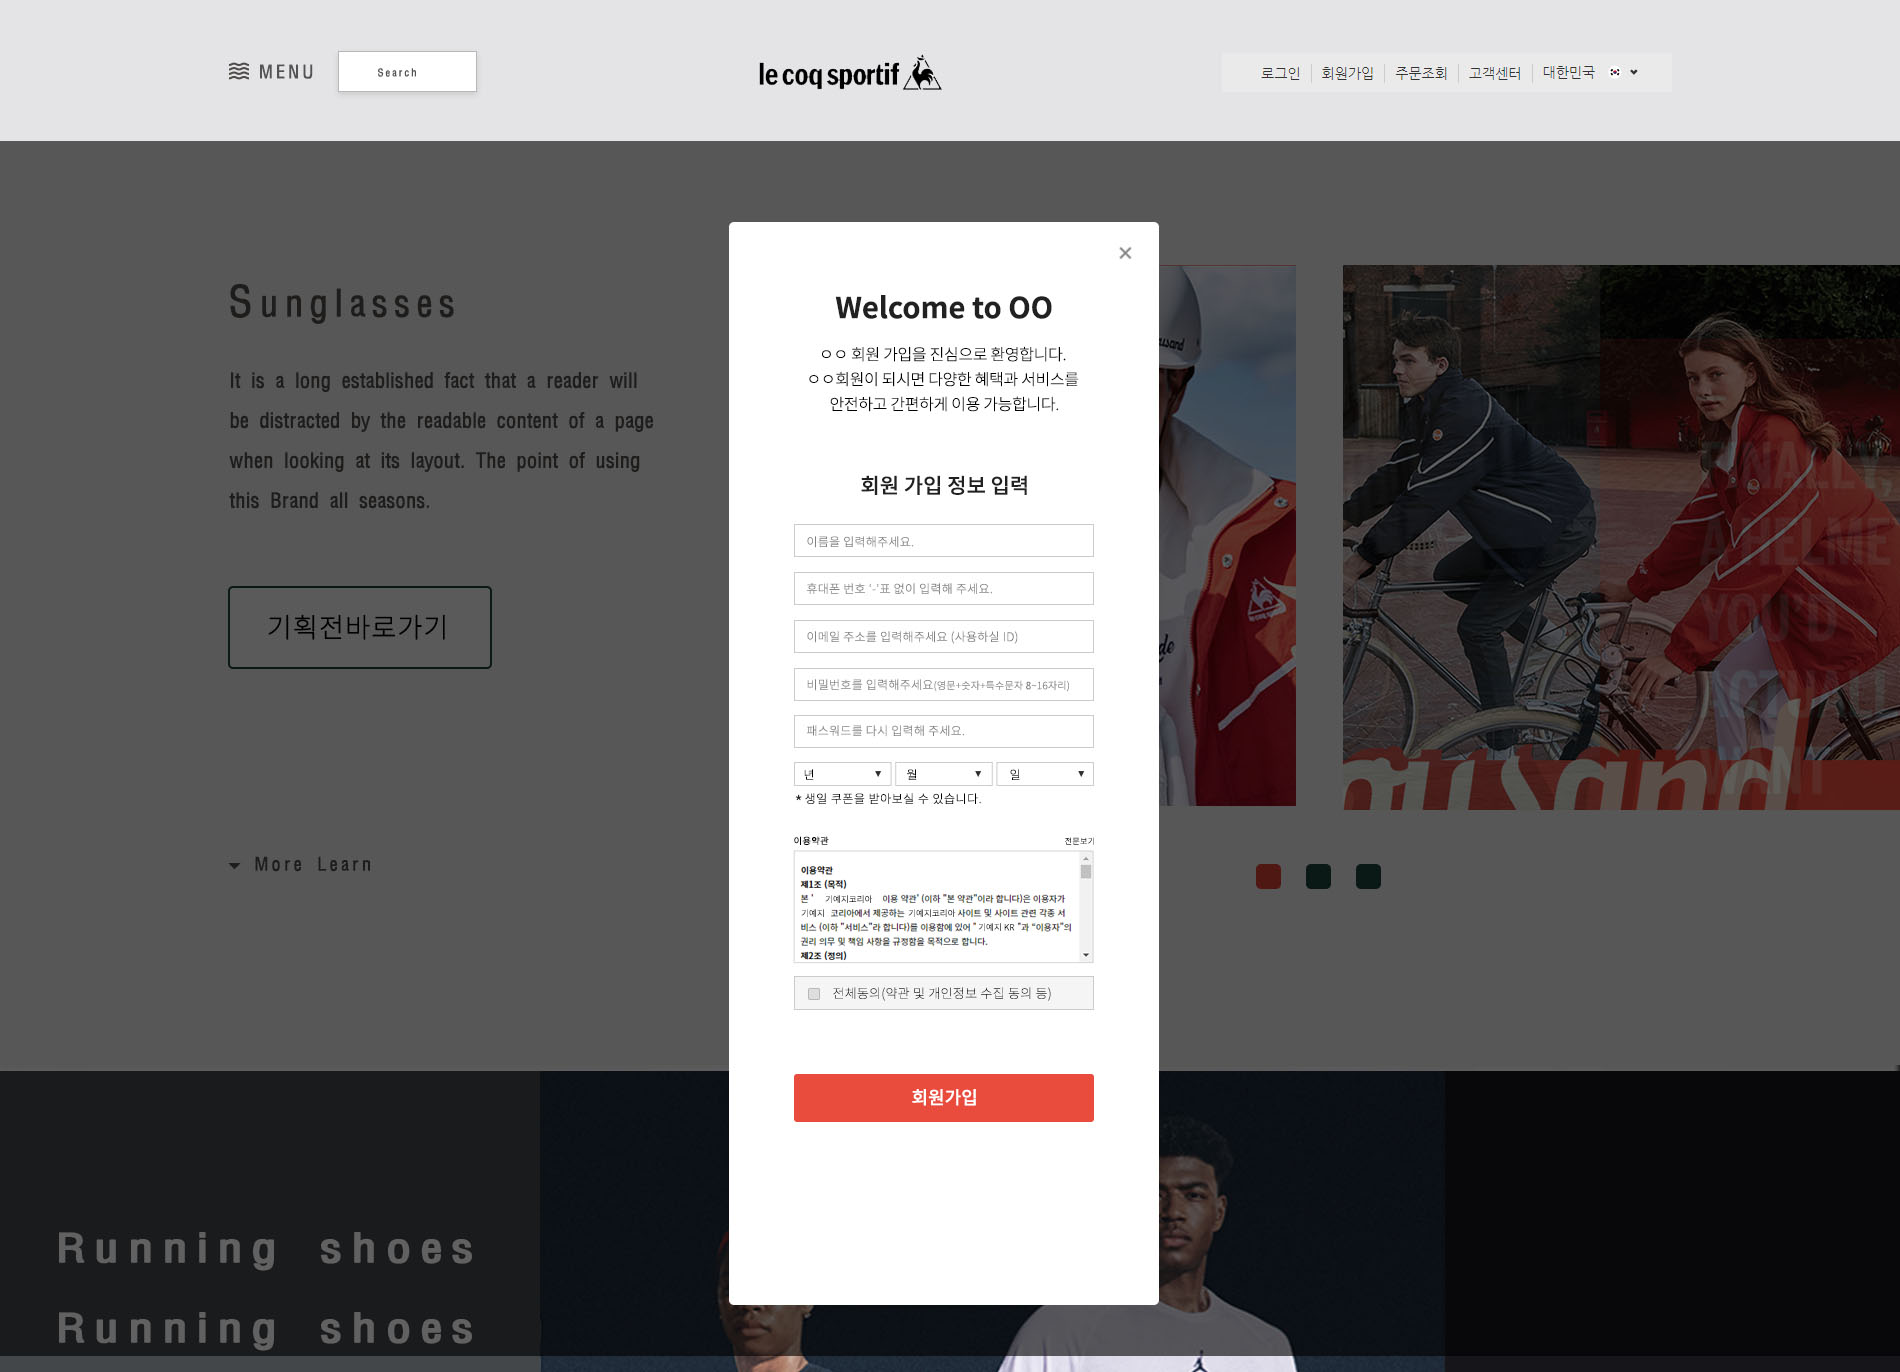 MENU
Search
le coq sportif
로그인
회원가입
주문조회
고객센터
대한민국
Sunglasses
It is a long established fact that a reader will
be distracted by the readable content of a page
when looking at its layout. The point of using
this Brand all seasons.
기획전바로가기
More Learn
Welcome to OO
ㅇㅇ 회원 가입을 진심으로 환영합니다.
ㅇㅇ회원이 되시면 다양한 혜택과 서비스를
안전하고 간편하게 이용 가능합니다.
회원 가입 정보 입력
이름을 입력해주세요.
휴대폰 번호 '-'표 없이 입력해 주세요.
이메일 주소를 입력해주세요 (사용하실 ID)
비밀번호를 입력해주세요(영문+숫자+특수문자 8~16자리)
패스워드를 다시 입력해 주세요.
년 ▼ 월 ▼ 일 ▼
* 생일 쿠폰을 받아보실 수 있습니다.
이용약관 전문보기
이용약관
제1조 (목적)
본 ' 기예지코리아 이용 약관' (이하 "본 약관"이라 합니다)은 이용자가
기예지 코리아에서 제공하는 기예지코리아 사이트 및 사이트 관련 각종 서
비스 (이하 "서비스"라 합니다)를 이용함에 있어 " 기예지 KR "과 "이용자"의
권리 의무 및 책임 사항을 규정함을 목적으로 합니다.
제2조 (정의)
전체동의(약관 및 개인정보 수집 동의 등)
회원가입
usand
FINALLY,
A HELME
YOU'D
ACTUALL
WANT
Running shoes
Running shoes